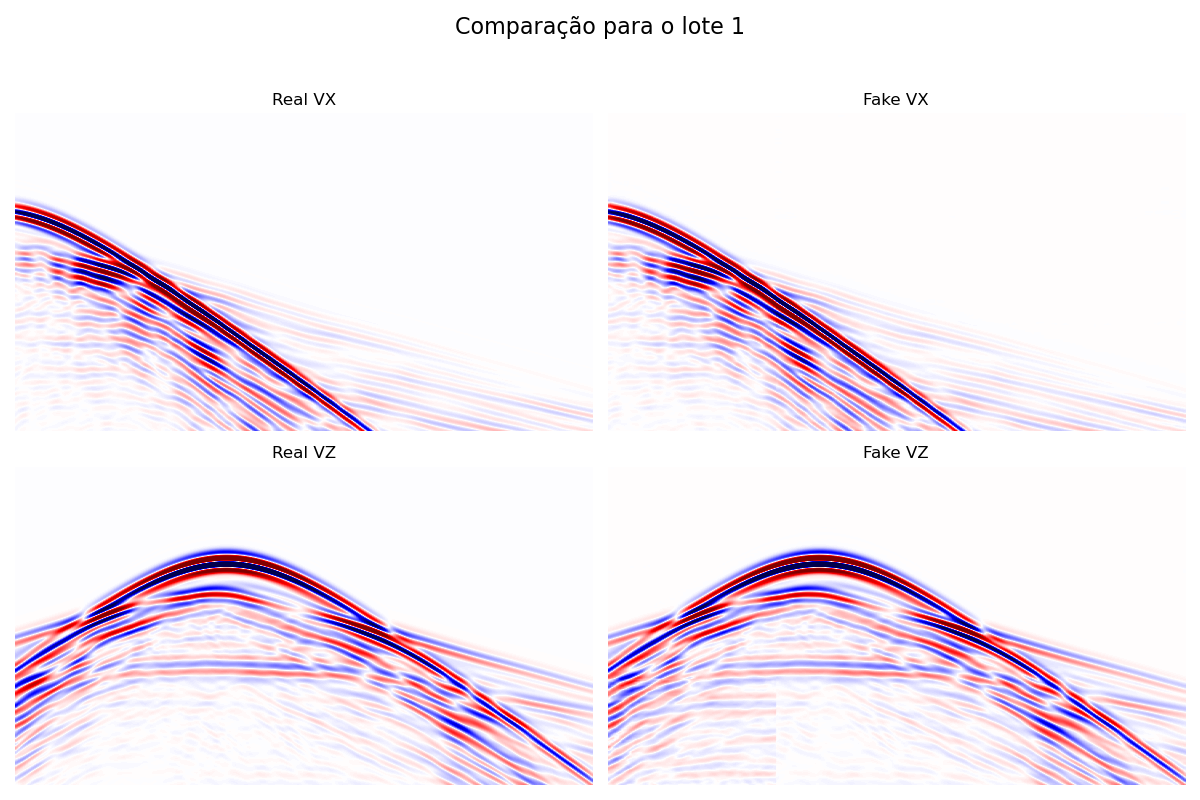 Comparação para o lote 1
Real VX
Fake VX
Real VZ
Fake VZ